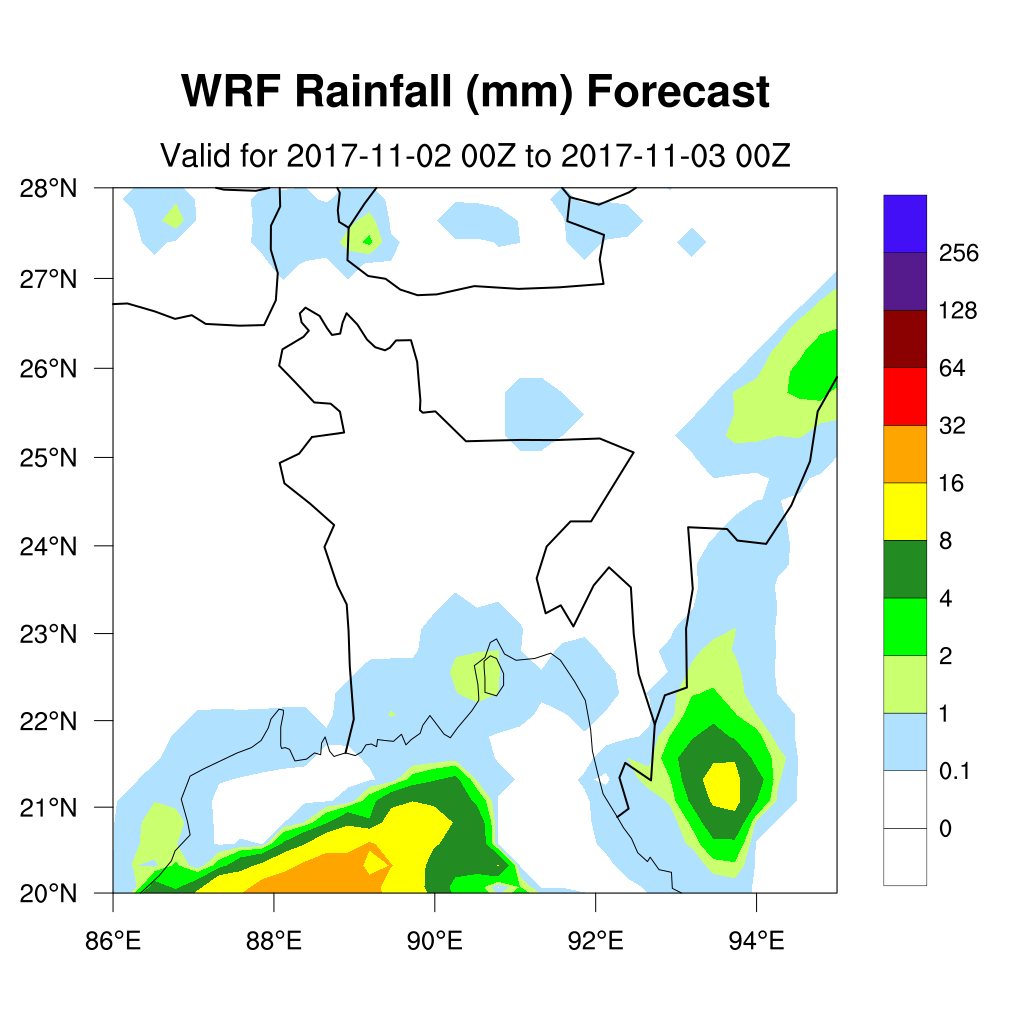 WRF Rainfall (mm) Forecast
Valid for 2017-11-02 00Z to 2017-11-03 00Z
28°N
27°N
26°N
25°N
24°N
23°N
22°N
21°N
20°N
86°E 88°E 90°E 92°E 94°E
256
128
64
32
16
8
4
2
1
0.1
0